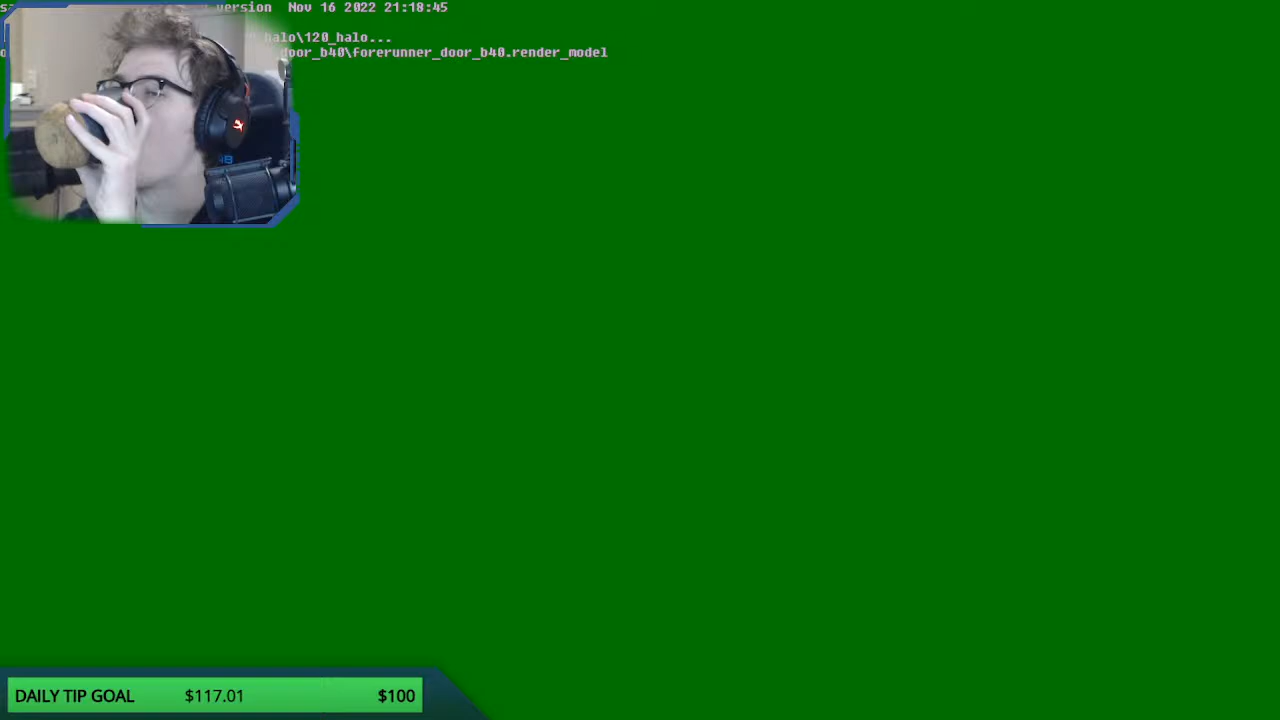 version Nov 16 2022 21:18:45
halo\120_halo...
door_b40\forerunner_door_b40.render_model
DAILY TIP GOAL $117.01 $100